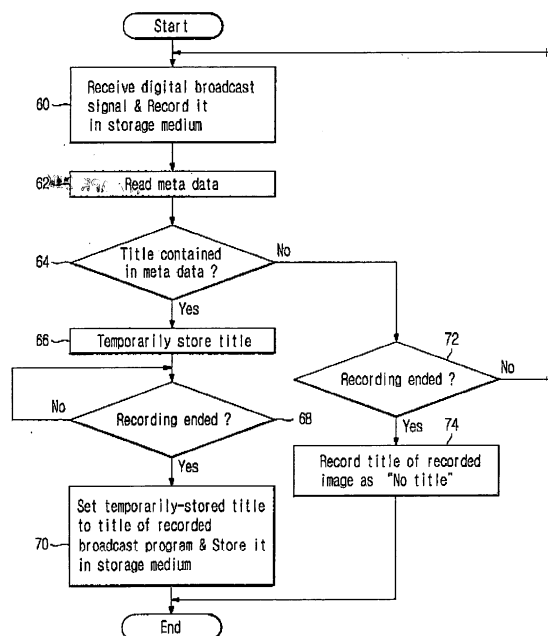 Start
Receive digital broadcast
signal & Record it
in storage medium
60
62
Read meta data
64
Title contained
in meta data ?
No
Yes
66
Temporarily store title
72
No
Recording ended ?
68
Recording ended ?
No
Yes
Yes
74
Record title of recorded
image as "No title"
Set temporarily-stored title
to title of recorded
broadcast program & Store it
in storage medium
70
End